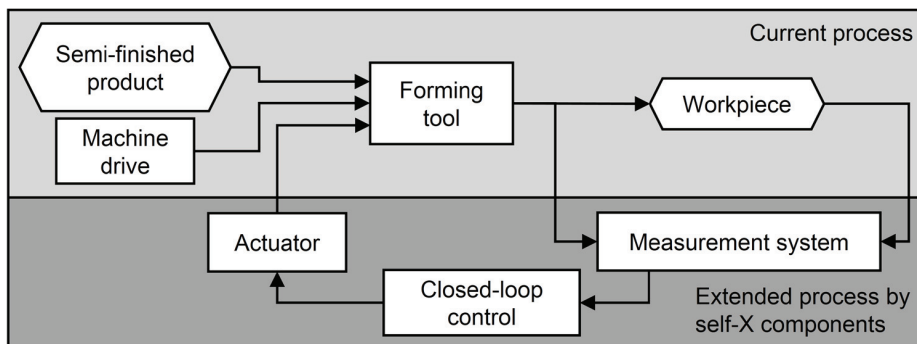 Current process
Semi-finished
product
Forming
tool
Workpiece
Machine
drive
Actuator
Measurement system
Closed-loop
control
Extended process by
self-X components